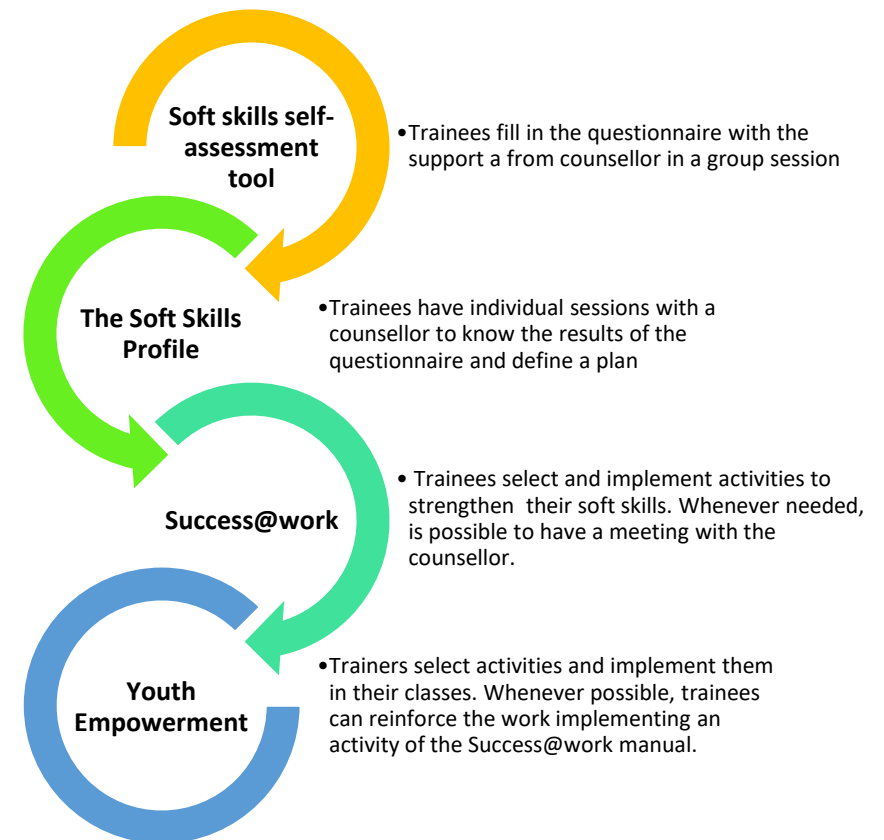 Soft skills self-
assessment
tool
•Trainees fill in the questionnaire with the
support a from counsellor in a group session
The Soft Skills
Profile
•Trainees have individual sessions with a
counsellor to know the results of the
questionnaire and define a plan
Success@work
• Trainees select and implement activities to
strengthen  their soft skills. Whenever needed,
is possible to have a meeting with the
counsellor.
Youth
Empowerment
•Trainers select activities and implement them
in their classes. Whenever possible, trainees
can reinforce the work implementing an
activity of the Success@work manual.